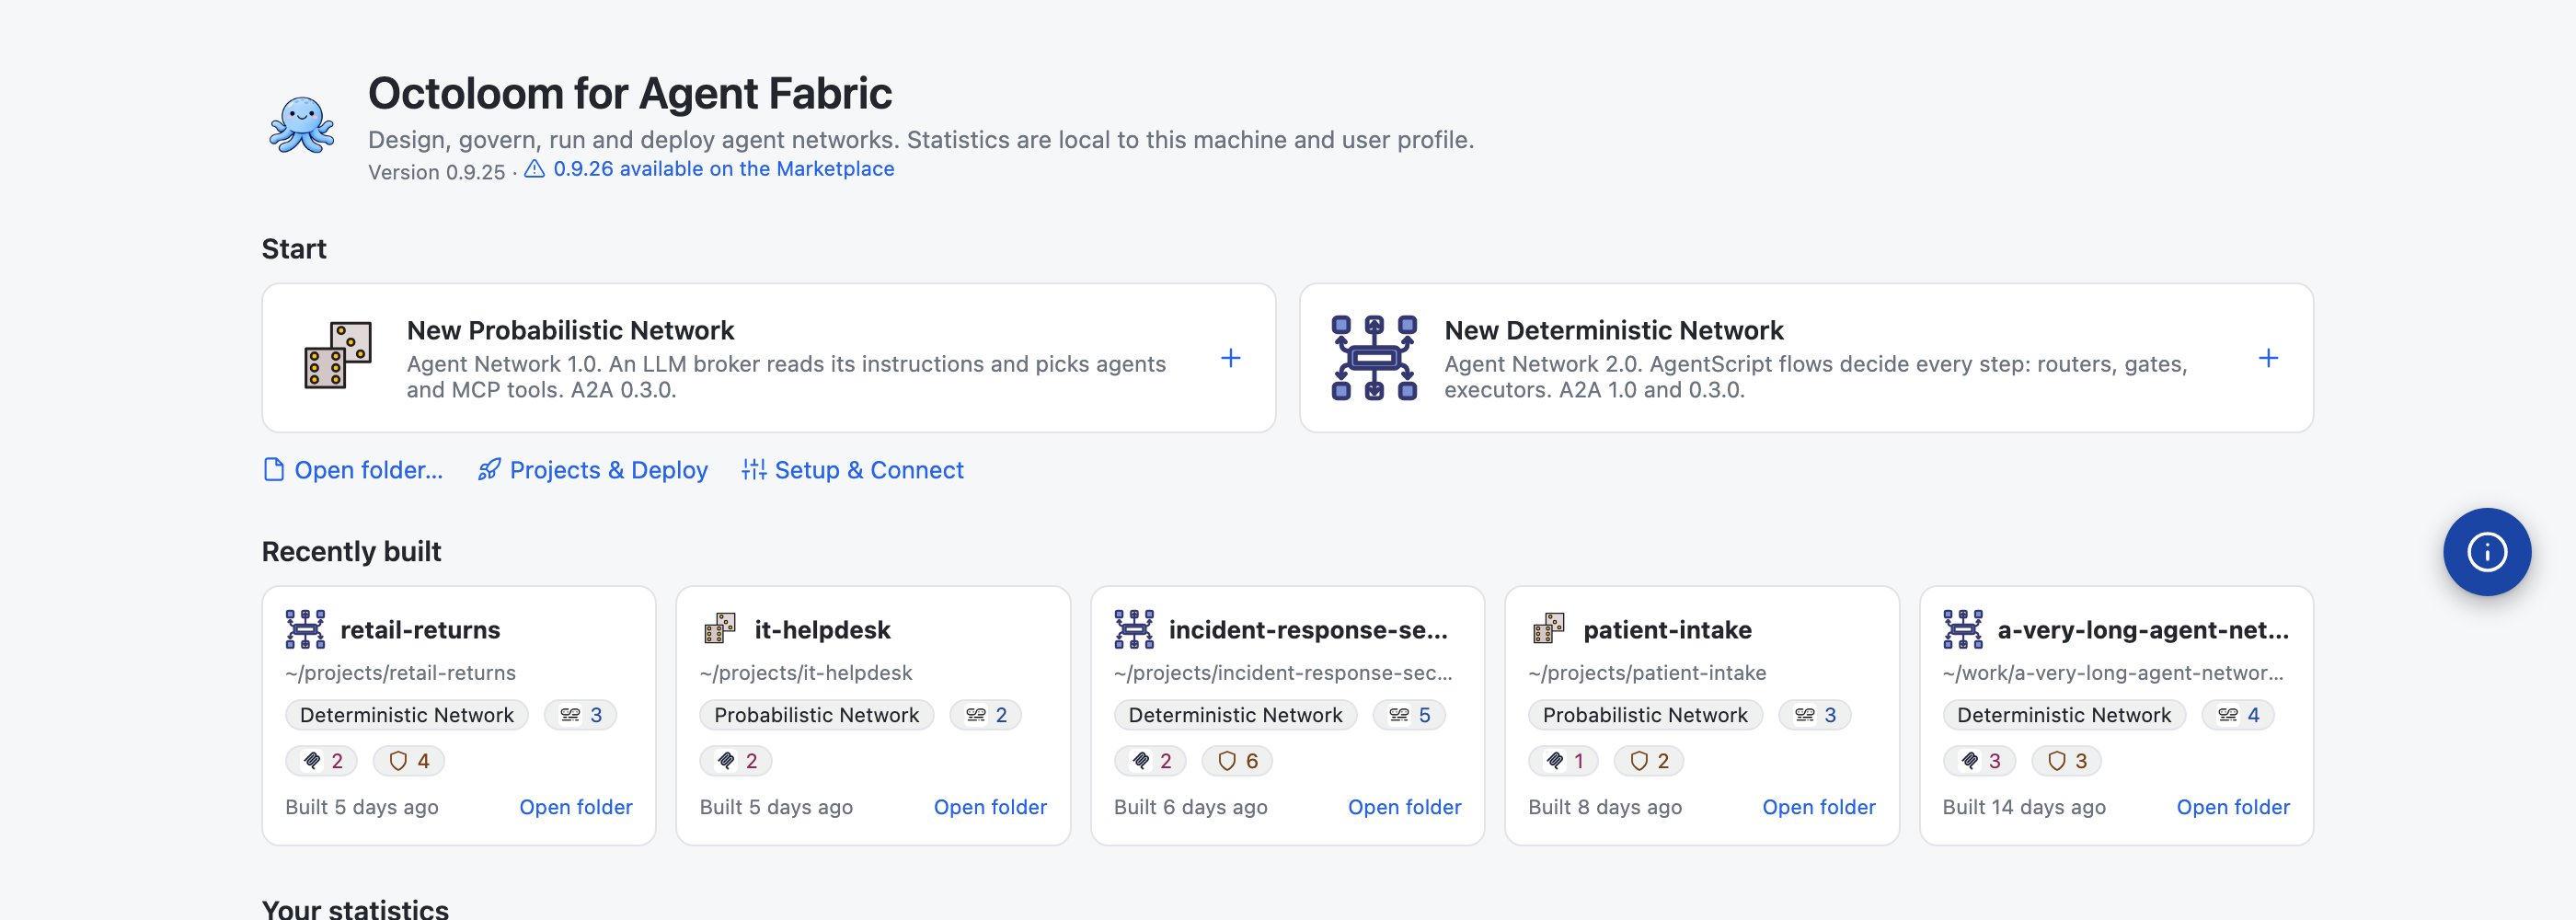 Octoloom for Agent Fabric
Design, govern, run and deploy agent networks. Statistics are local to this machine and user profile.
Version 0.9.25 · 0.9.26 available on the Marketplace
Start
New Probabilistic Network
Agent Network 1.0. An LLM broker reads its instructions and picks agents
and MCP tools. A2A 0.3.0.
+
New Deterministic Network
Agent Network 2.0. AgentScript flows decide every step: routers, gates,
executors. A2A 1.0 and 0.3.0.
+
Open folder... Projects & Deploy Setup & Connect
Recently built
retail-returns
~/projects/retail-returns
Deterministic Network 3
2 4
Built 5 days ago Open folder
it-helpdesk
~/projects/it-helpdesk
Probabilistic Network 2
2
Built 5 days ago Open folder
incident-response-se...
~/projects/incident-response-sec...
Deterministic Network 5
2 6
Built 6 days ago Open folder
patient-intake
~/projects/patient-intake
Probabilistic Network 3
1 2
Built 8 days ago Open folder
a-very-long-agent-net...
~/work/a-very-long-agent-networ...
Deterministic Network 4
3 3
Built 14 days ago Open folder
Your statistics